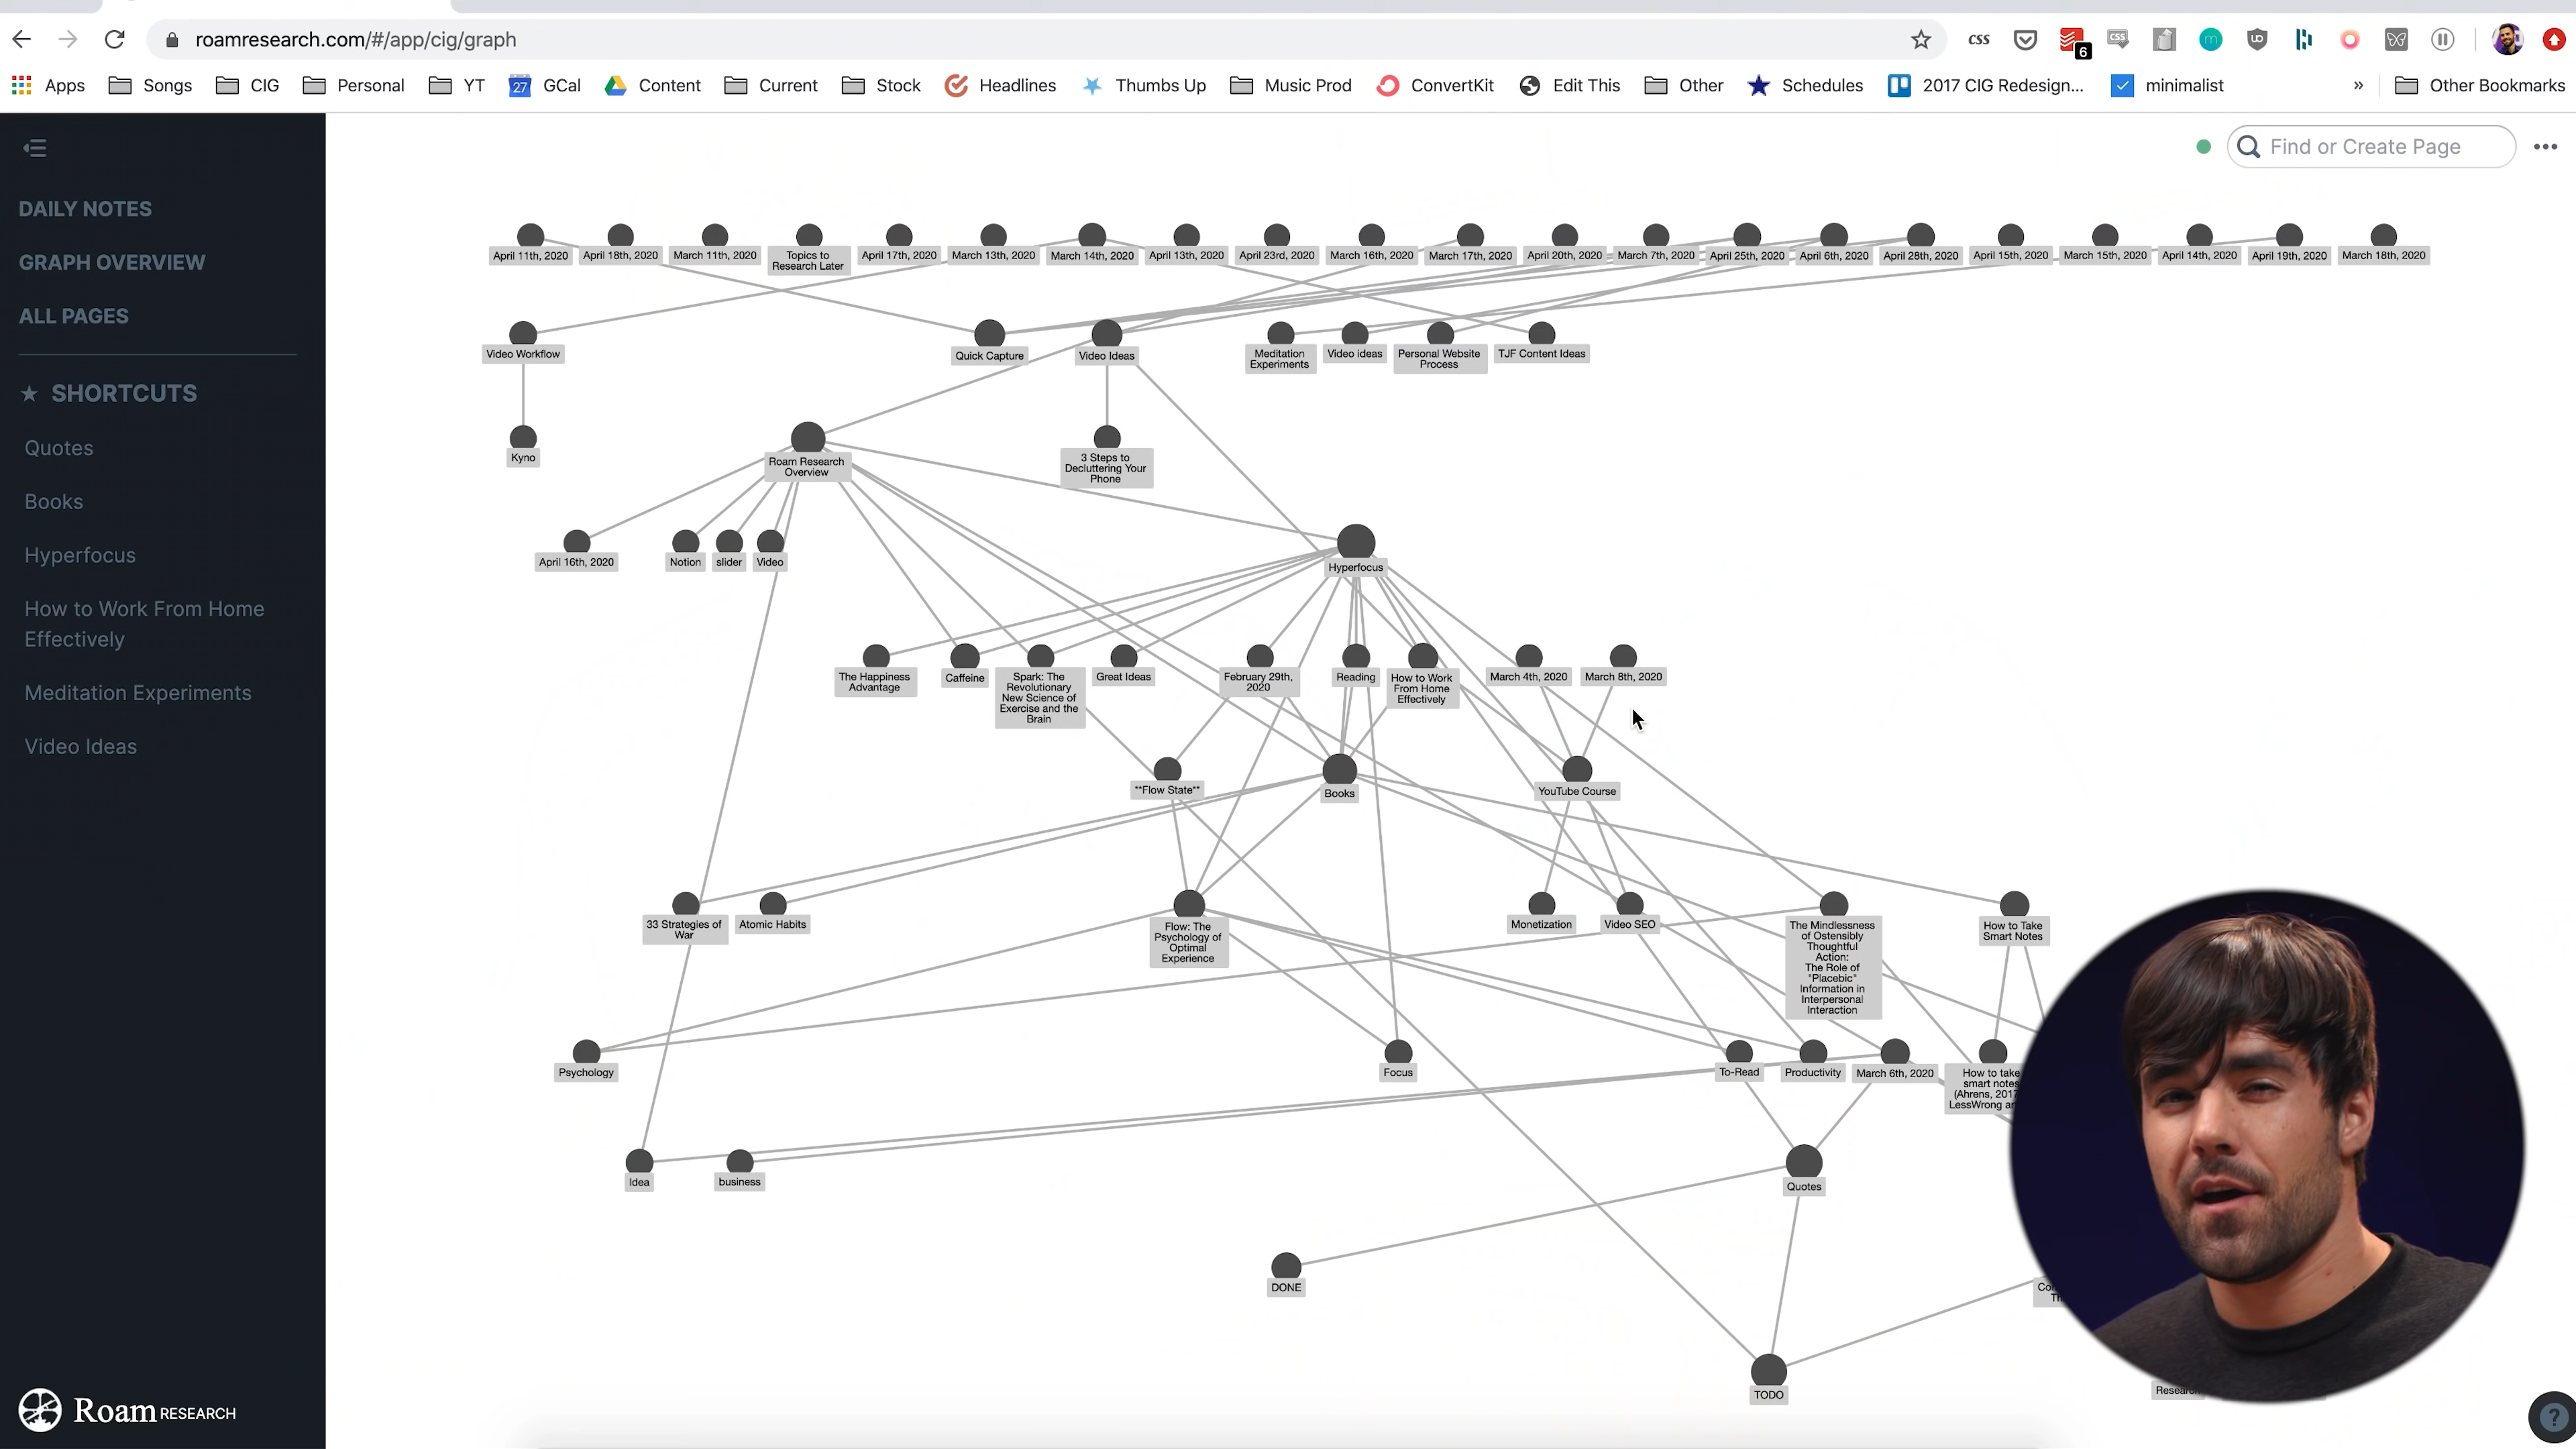 roamresearch.com/#/app/cig/graph
css
6
Apps
Songs
CIG
Personal
YT
27
GCal
Content
Current
Stock
Headlines
Thumbs Up
Music Prod
ConvertKit
Edit This
Other
Schedules
2017 CIG Redesign...
minimalist
»
Other Bookmarks
Find or Create Page
DAILY NOTES
GRAPH OVERVIEW
ALL PAGES
SHORTCUTS
Quotes
Books
Hyperfocus
How to Work From Home
Effectively
Meditation Experiments
Video Ideas
Roam RESEARCH
April 11th, 2020
April 18th, 2020
March 11th, 2020
Topics to
Research Later
April 17th, 2020
March 13th, 2020
March 14th, 2020
April 13th, 2020
April 23rd, 2020
March 16th, 2020
March 17th, 2020
April 20th, 2020
March 7th, 2020
April 25th, 2020
April 6th, 2020
April 28th, 2020
April 15th, 2020
March 15th, 2020
April 14th, 2020
April 19th, 2020
March 18th, 2020
Video Workflow
Quick Capture
Video Ideas
Meditation
Experiments
Video ideas
Personal Website
Process
TJF Content Ideas
Kyno
Roam Research
Overview
3 Steps to
Decluttering Your
Phone
April 16th, 2020
Notion
slider
Video
Hyperfocus
The Happiness
Advantage
Caffeine
Spark: The
Revolutionary
New Science of
Exercise and the
Brain
Great Ideas
February 29th,
2020
Reading
How to Work
From Home
Effectively
March 4th, 2020
March 8th, 2020
**Flow State**
Books
YouTube Course
33 Strategies of
War
Atomic Habits
Flow: The
Psychology of
Optimal
Experience
Monetization
Video SEO
The Mindlessness
of Ostensibly
Thoughtful
Action:
The Role of
"Placebic"
Information in
Interpersonal
Interaction
How to Take
Smart Notes
Psychology
Focus
To-Read
Productivity
March 6th, 2020
How to take
smart notes
(Ahrens, 2017
LessWrong
Idea
business
Quotes
DONE
TODO
Research
?